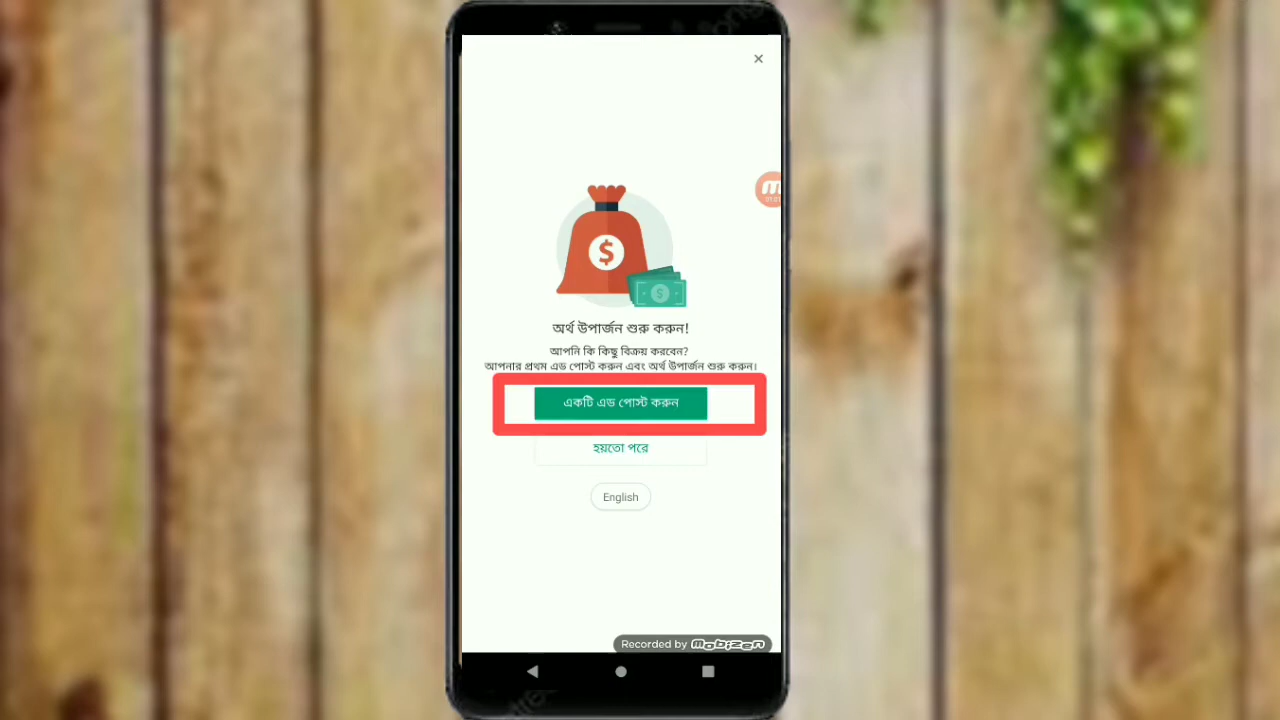 অর্থ উপার্জন শুরু করুন!
আপনি কি কিছু বিক্রয় করবেন?
আপনার প্রথম এড পোস্ট করুন এবং অর্থ উপার্জন শুরু করুন।
একটি এড পোস্ট করুন
হয়তো পরে
English
Recorded by mobizen